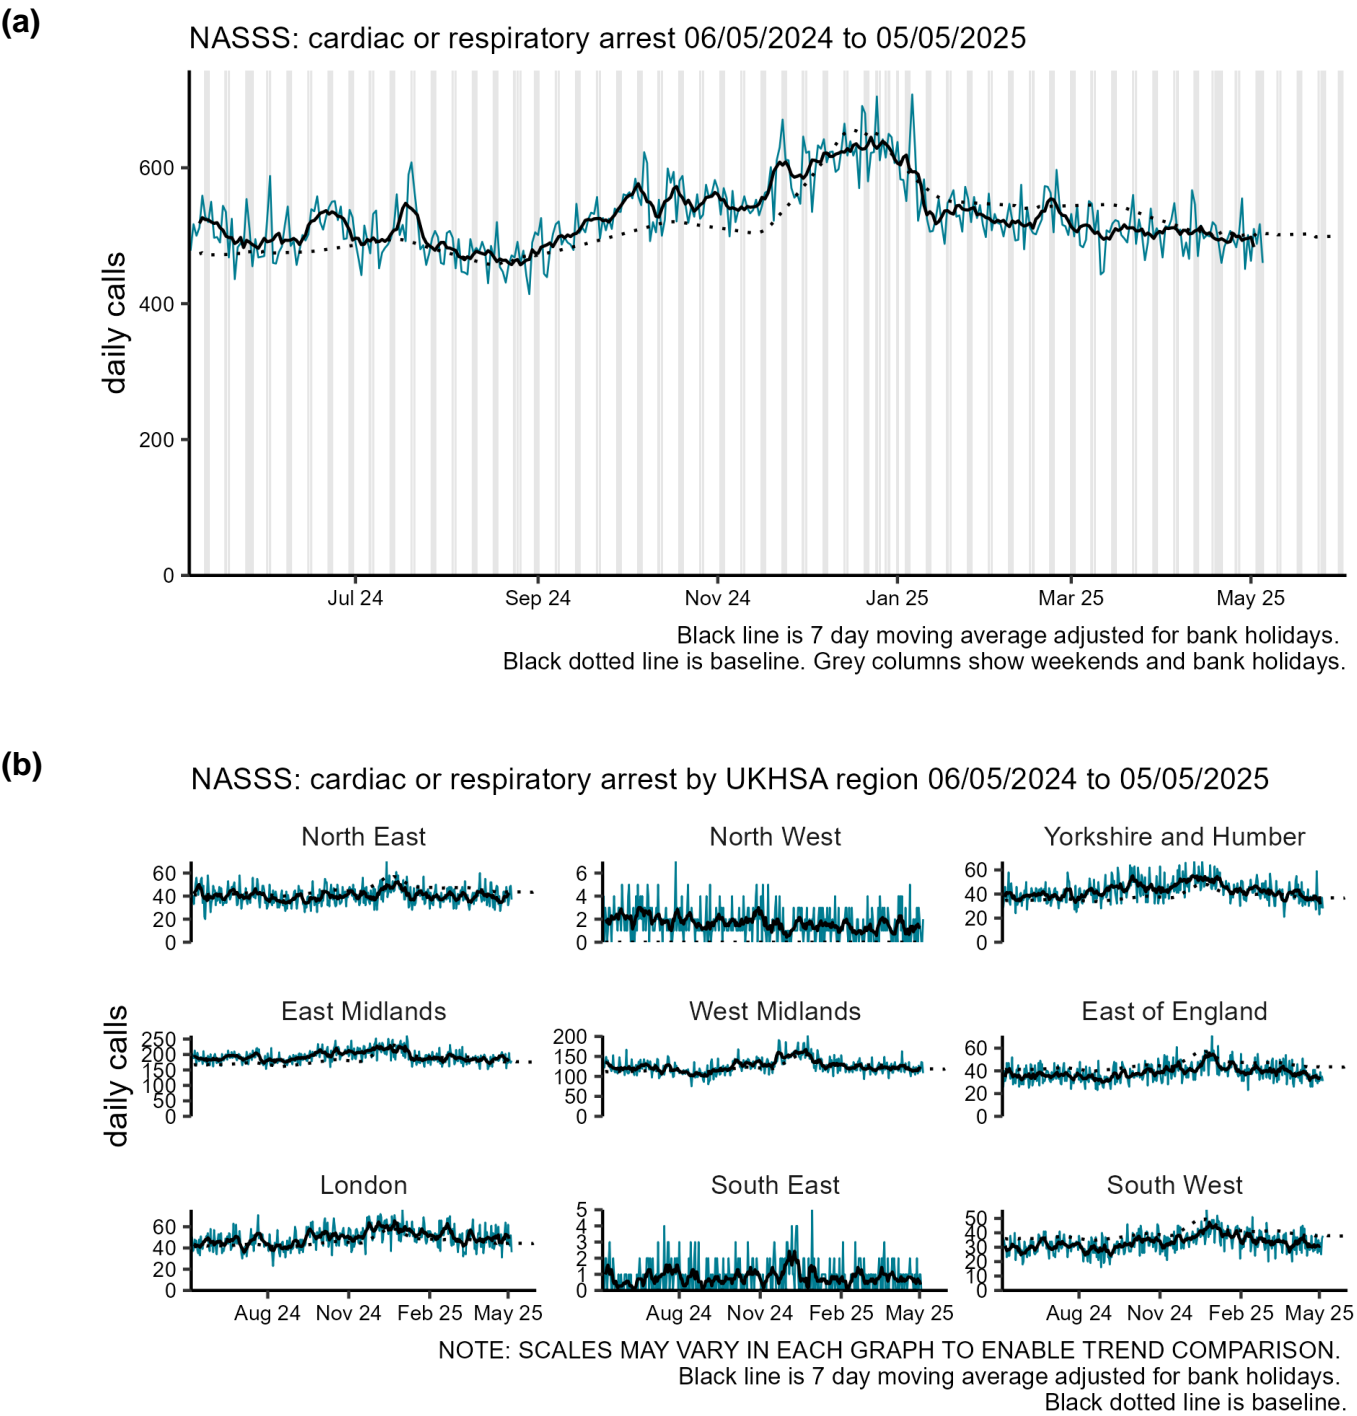 (a)
NASSS: cardiac or respiratory arrest 06/05/2024 to 05/05/2025
daily calls
600
400
200
0
Jul 24 Sep 24 Nov 24 Jan 25 Mar 25 May 25
Black line is 7 day moving average adjusted for bank holidays.
Black dotted line is baseline. Grey columns show weekends and bank holidays.
(b)
NASSS: cardiac or respiratory arrest by UKHSA region 06/05/2024 to 05/05/2025
daily calls
North East
60
40
20
0
North West
6
4
2
0
Yorkshire and Humber
60
40
20
0
East Midlands
250
200
150
100
50
0
West Midlands
200
150
100
50
0
East of England
60
40
20
0
London
60
40
20
0
Aug 24 Nov 24 Feb 25 May 25
South East
5
4
3
2
1
0
Aug 24 Nov 24 Feb 25 May 25
South West
50
40
30
20
10
0
Aug 24 Nov 24 Feb 25 May 25
NOTE: SCALES MAY VARY IN EACH GRAPH TO ENABLE TREND COMPARISON.
Black line is 7 day moving average adjusted for bank holidays.
Black dotted line is baseline.